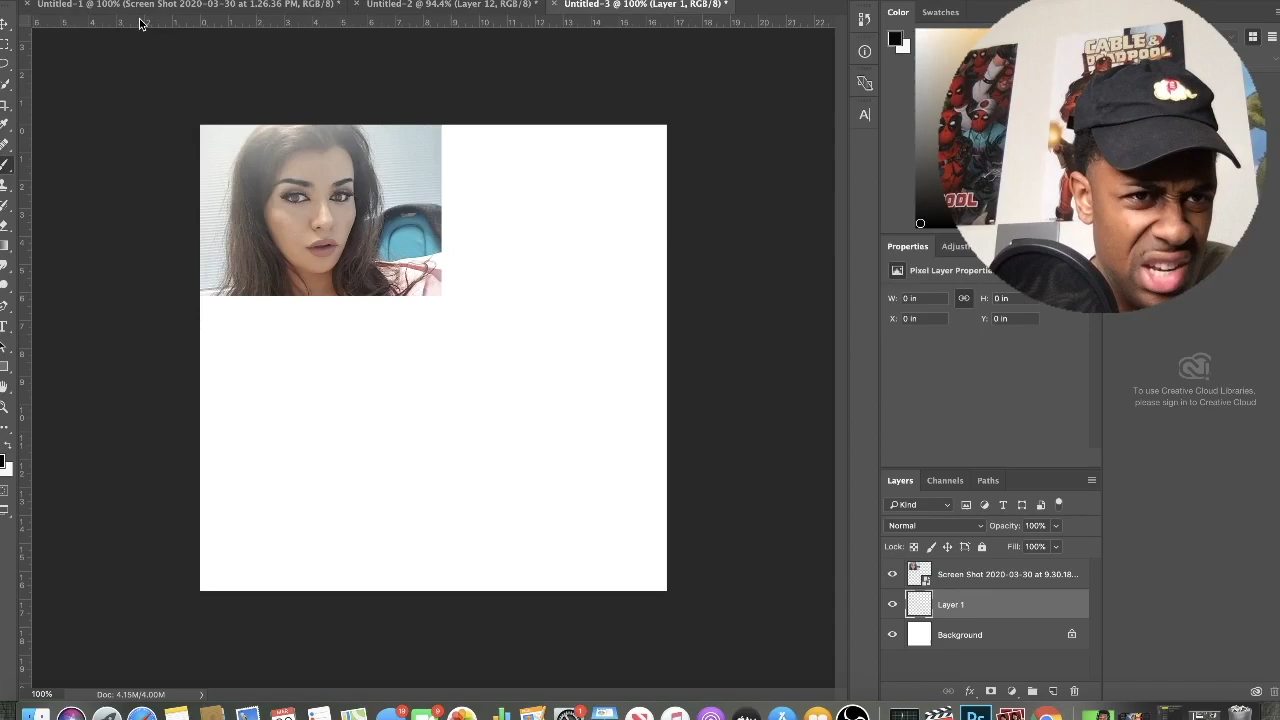 Untitled-1 @ 100% (Screen Shot 2020-03-30 at 1.26.36 PM, RGB/8) *
Untitled-2 @ 94.4% (Layer 12, RGB/8) *
Untitled-3 @ 100% (Layer 1, RGB/8) *
Color
Swatches
CABLE &
DEADPOOL
POOL
Properties
Adjust
Pixel Layer Properti
W: 0 in
H: 0 in
X: 0 in
Y: 0 in
To use Creative Cloud Libraries,
please sign in to Creative Cloud
Layers
Channels
Paths
Kind
Normal
Opacity: 100%
Lock:
Fill: 100%
Screen Shot 2020-03-30 at 9.30.18...
Layer 1
Background
fx
100%
Doc: 4.15M/4.00M
Ps